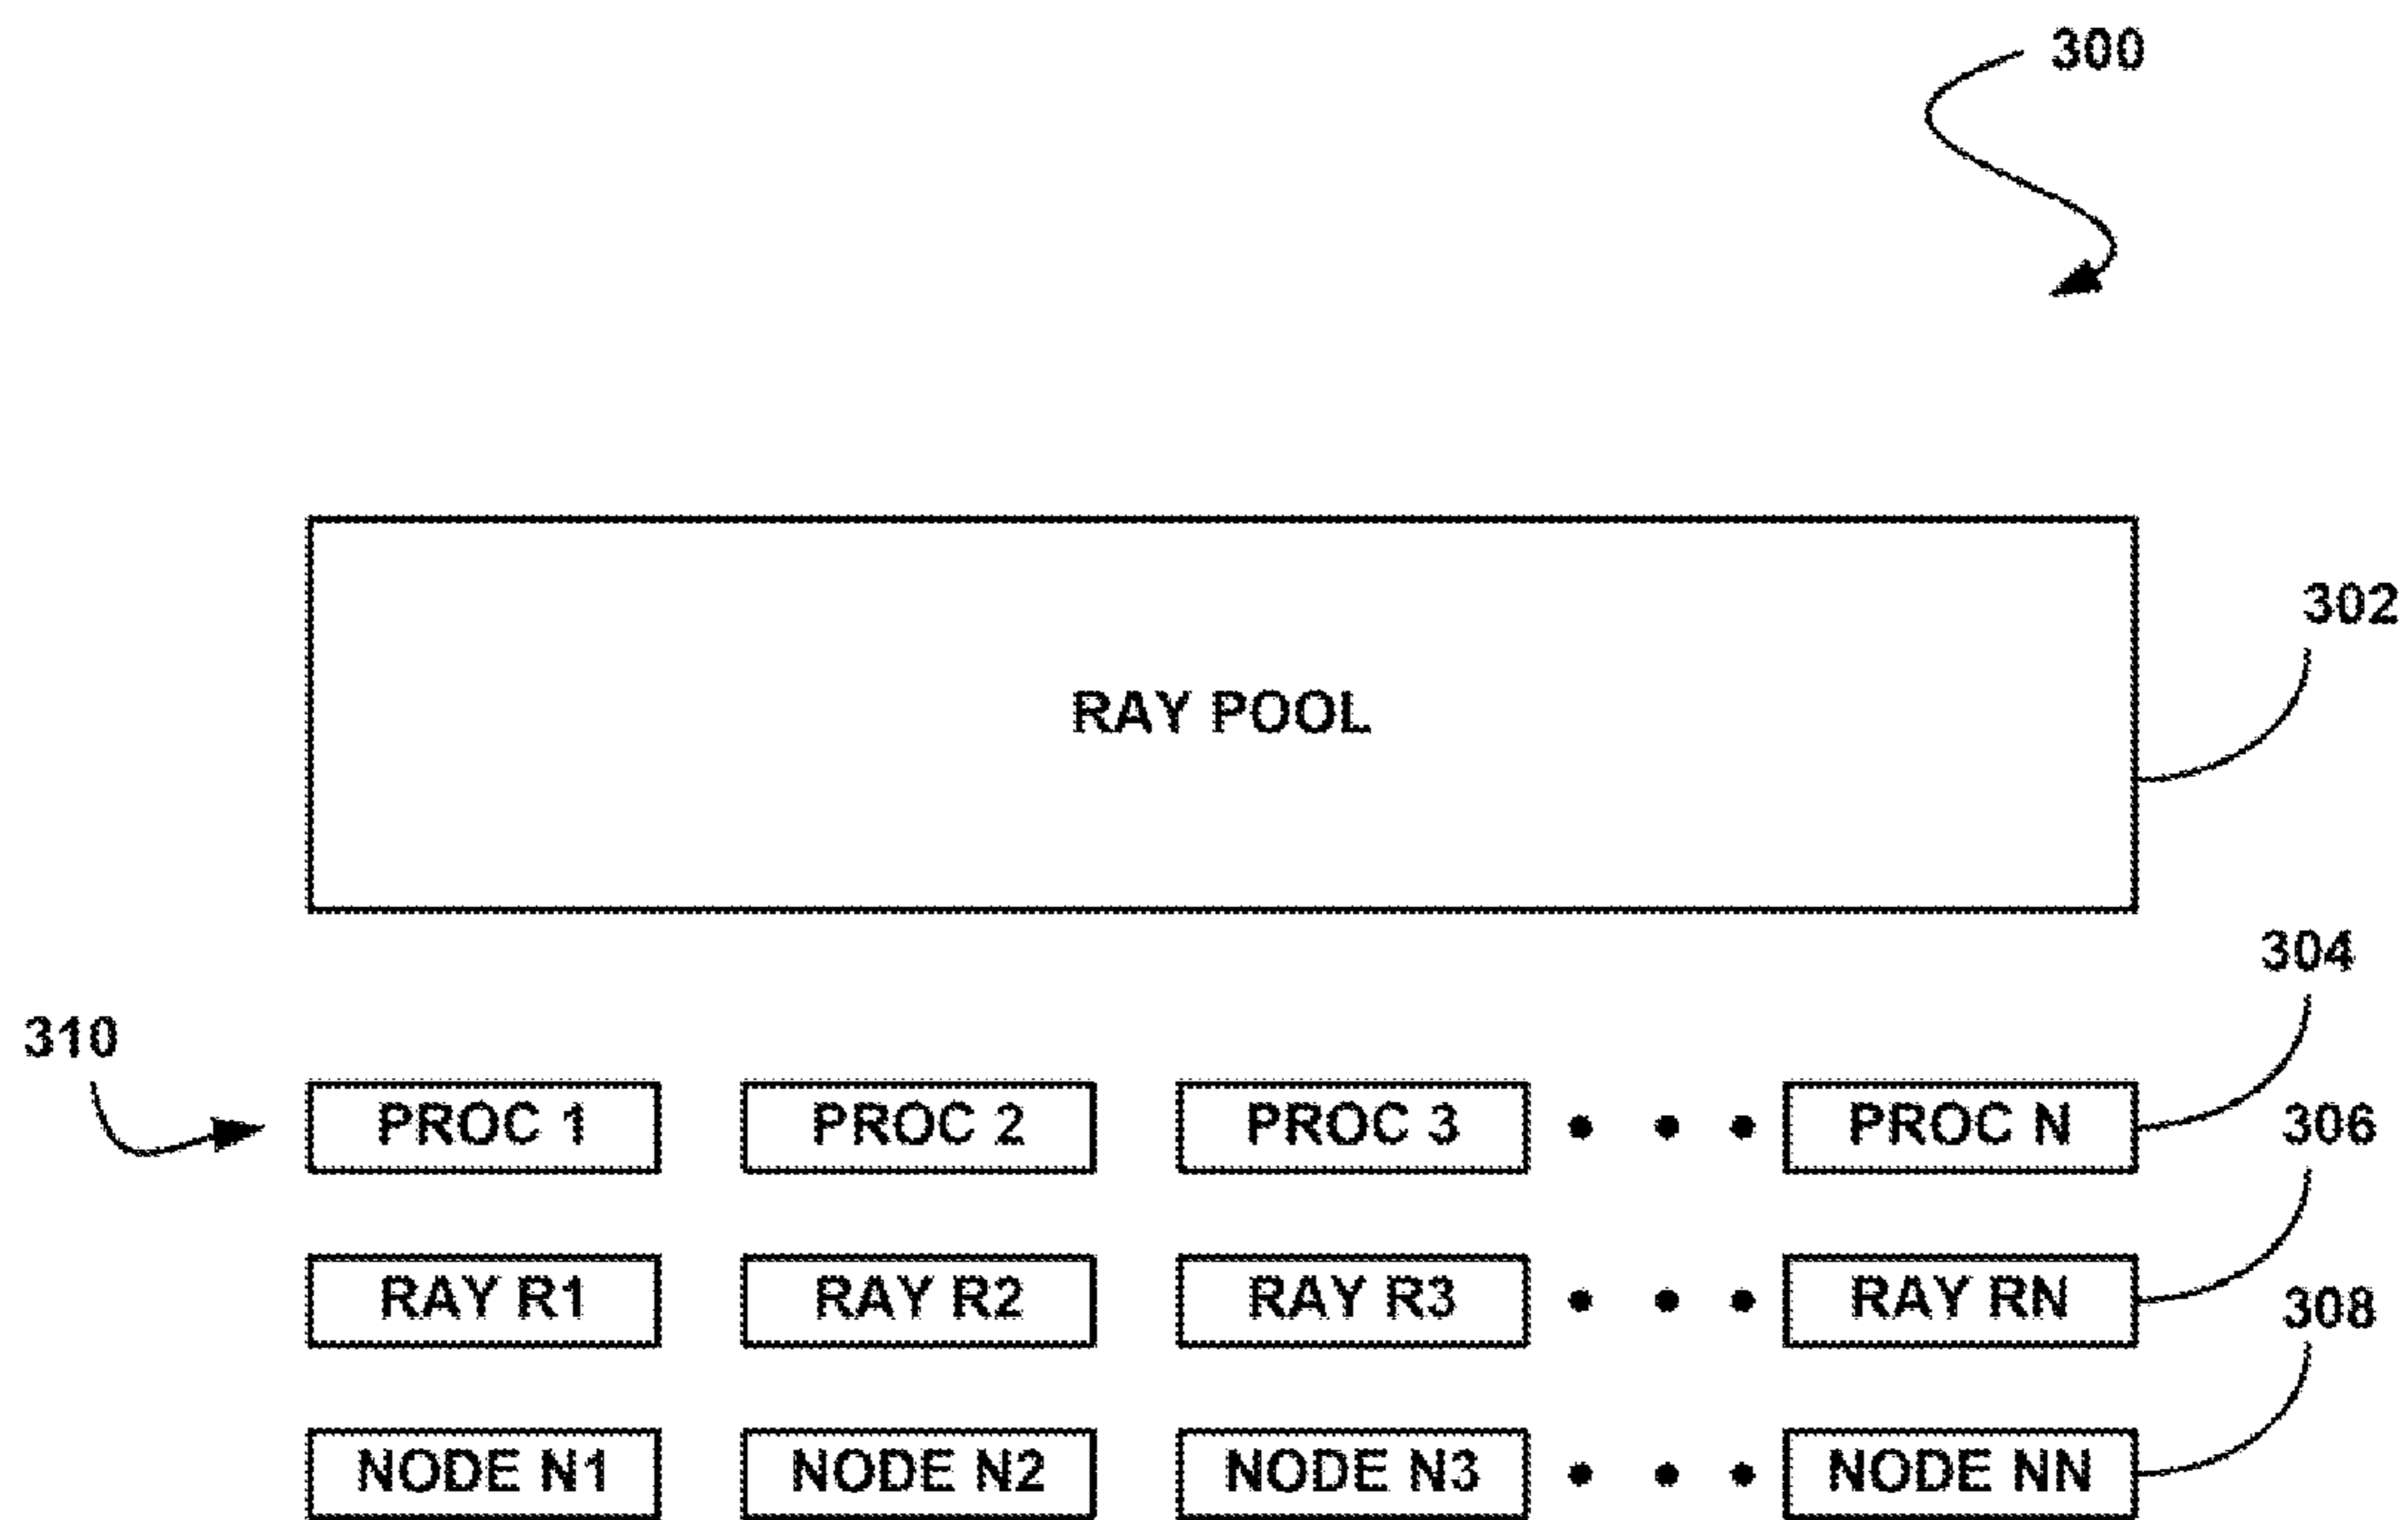 300
302
RAY POOL
304
310
PROC 1 PROC 2 PROC 3 • • • PROC N
306
RAY R1 RAY R2 RAY R3 • • • RAY RN
308
NODE N1 NODE N2 NODE N3 • • • NODE NN